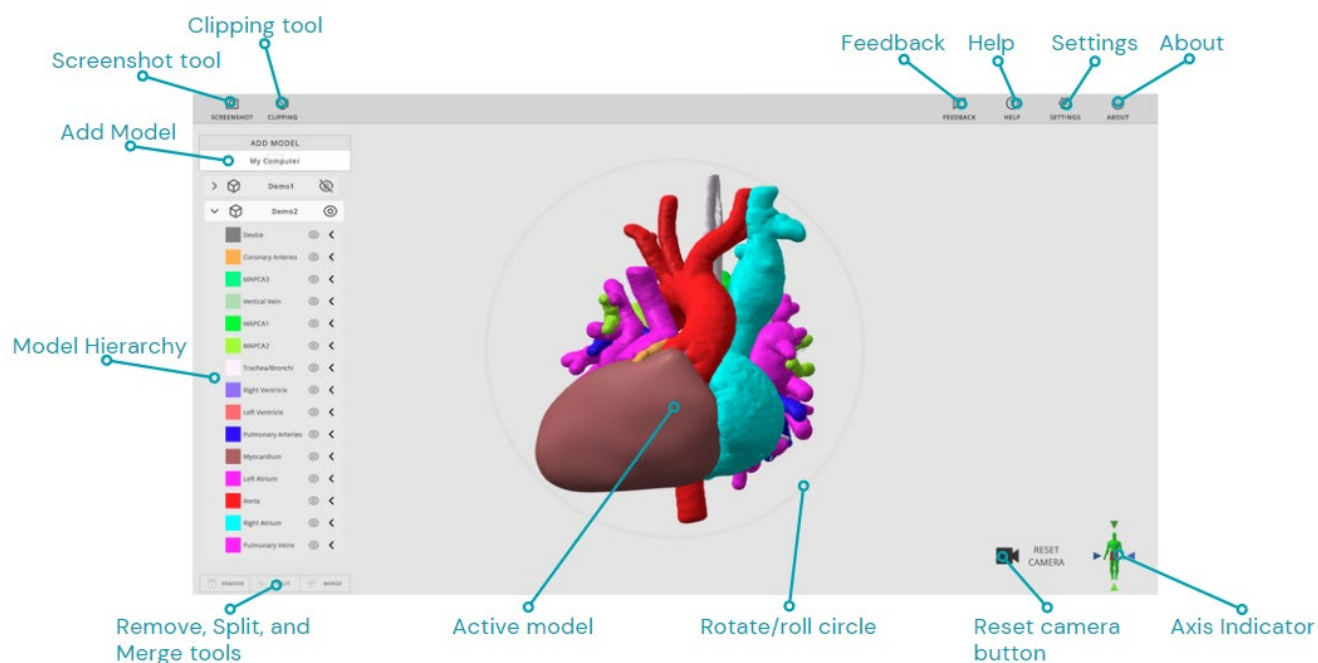 Clipping tool
Screenshot tool
Feedback
Help
Settings
About
SCREENSHOT
CLIPPING
FEEDBACK
HELP
SETTINGS
ABOUT
Add Model
ADD MODEL
My Computer
Demo1
Demo2
Device
Coronary Arteries
MAPCA3
Vertical Vein
MAPCA1
MAPCA2
Model Hierarchy
Trachea/Bronchi
Right Ventricle
Left Ventricle
Pulmonary Arteries
Myocardium
Left Atrium
Aorta
Right Atrium
Pulmonary Veins
RESET
CAMERA
REMOVE
MERGE
Remove, Split, and
Merge tools
Active model
Rotate/roll circle
Reset camera
button
Axis Indicator